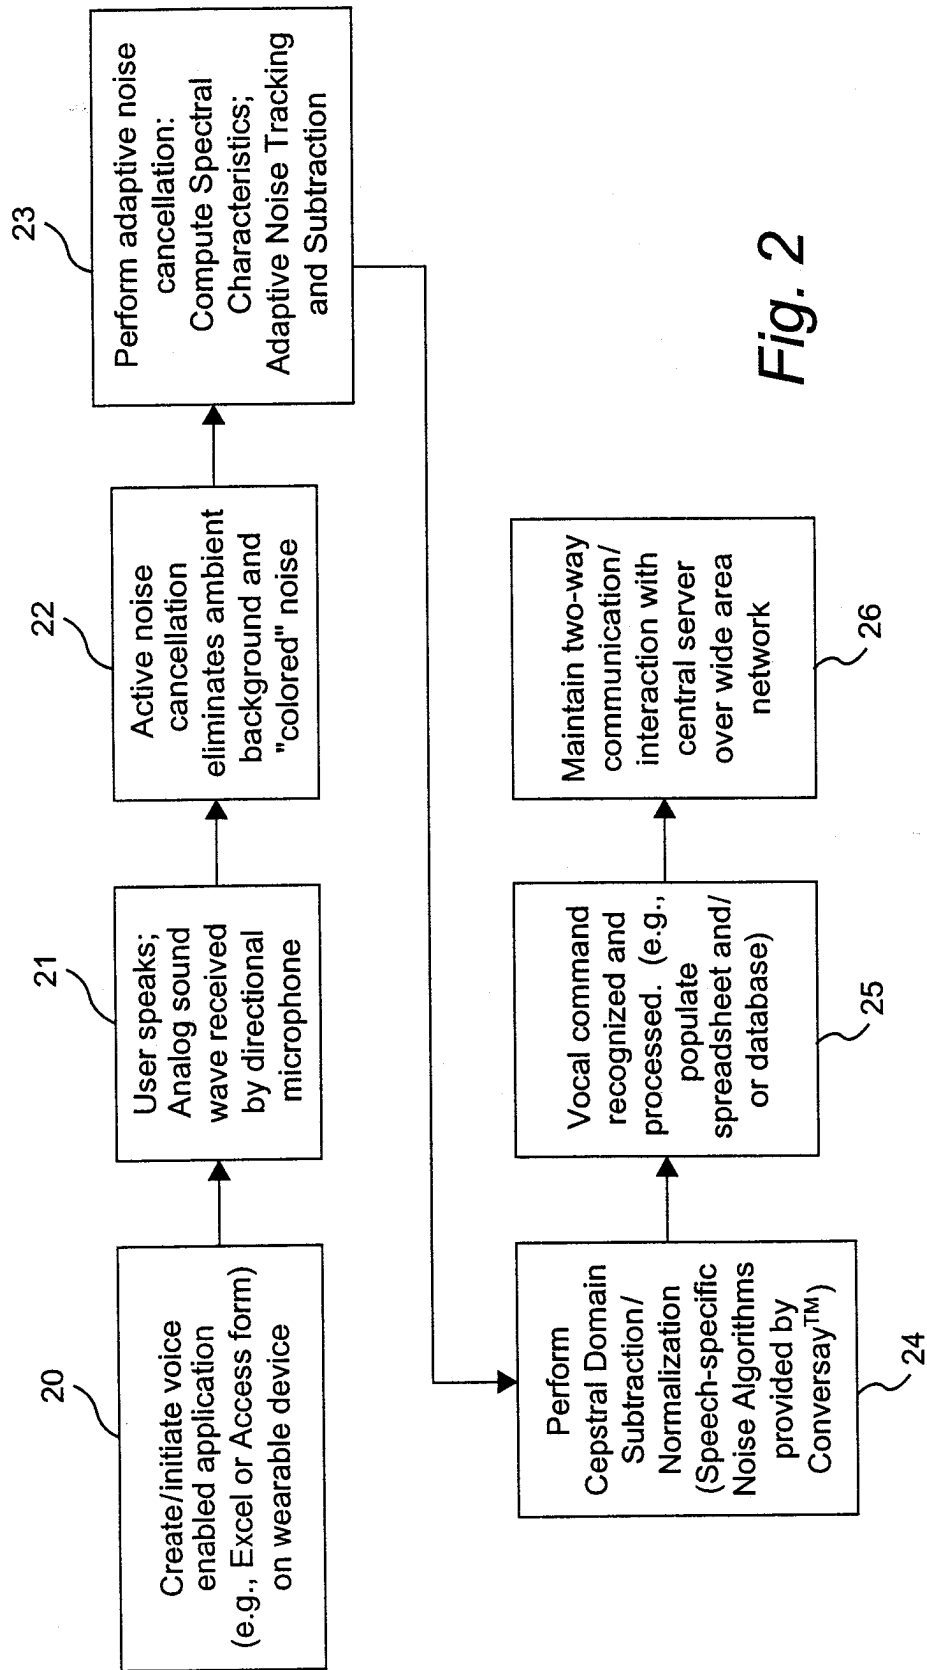 20
Create/initiate voice
enabled application
(e.g., Excel or Access form)
on wearable device
21
User speaks;
Analog sound
wave received
by directional
microphone
22
Active noise
cancellation
eliminates ambient
background and
"colored" noise
23
Perform adaptive noise
cancellation:
Compute Spectral
Characteristics;
Adaptive Noise Tracking
and Subtraction
Perform
Cepstral Domain
Subtraction/
Normalization
(Speech-specific
Noise Algorithms
provided by
Conversay™)
24
Vocal command
recognized and
processed. (e.g.,
populate
spreadsheet and/
or database)
25
Maintain two-way
communication/
interaction with
central server
over wide area
network
26
Fig. 2